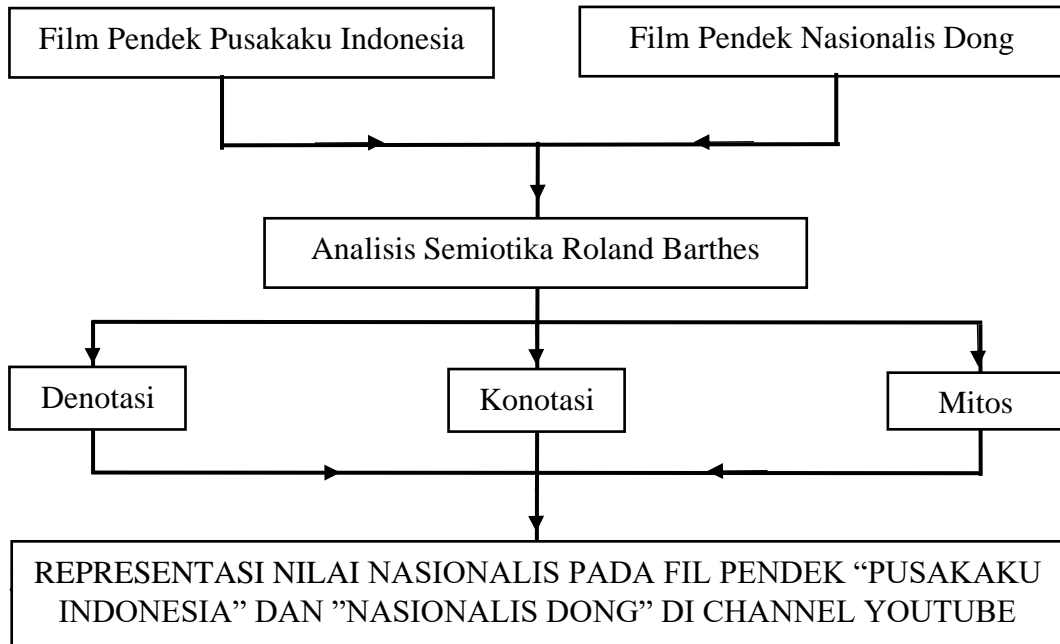 Film Pendek Pusakaku Indonesia
Film Pendek Nasionalis Dong
Analisis Semiotika Roland Barthes
Denotasi
Konotasi
Mitos
REPRESENTASI NILAI NASIONALIS PADA FIL PENDEK “PUSAKAKU
INDONESIA” DAN ”NASIONALIS DONG” DI CHANNEL YOUTUBE